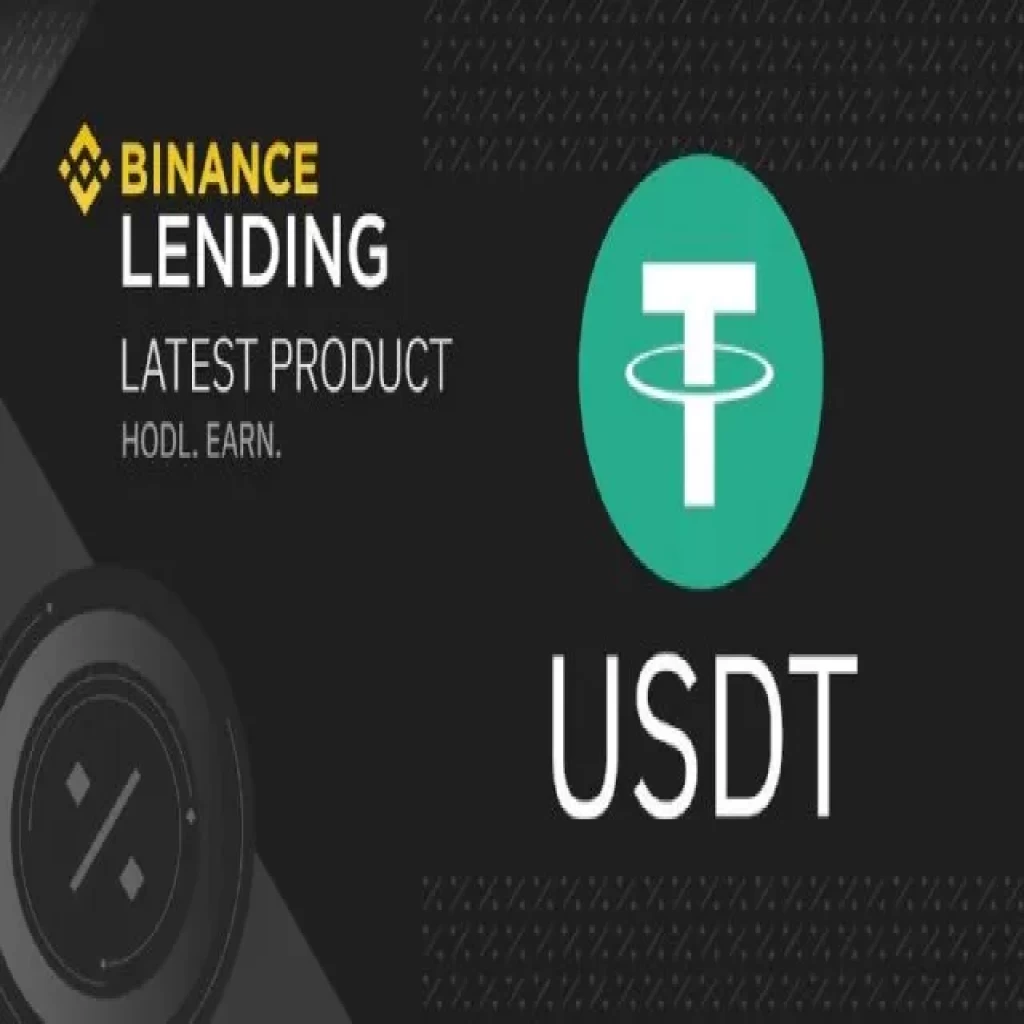 BINANCE
LENDING
LATEST PRODUCT
HODL. EARN.
USDT